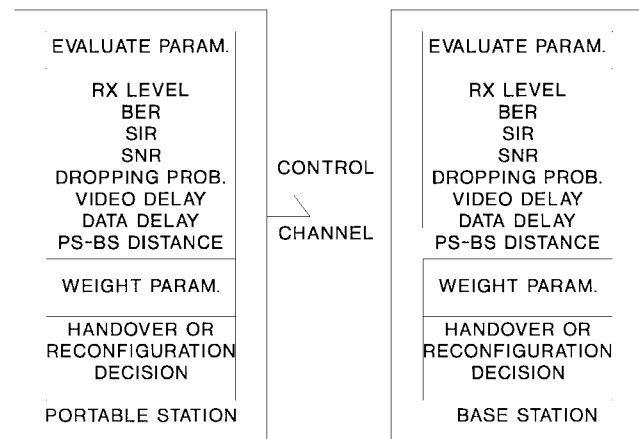 EVALUATE PARAM.
RX LEVEL
BER
SIR
SNR
DROPPING PROB.
VIDEO DELAY
DATA DELAY
PS-BS DISTANCE
WEIGHT PARAM.
HANDOVER OR
RECONFIGURATION
DECISION
PORTABLE STATION
CONTROL
CHANNEL
EVALUATE PARAM.
RX LEVEL
BER
SIR
SNR
DROPPING PROB.
VIDEO DELAY
DATA DELAY
PS-BS DISTANCE
WEIGHT PARAM.
HANDOVER OR
RECONFIGURATION
DECISION
BASE STATION